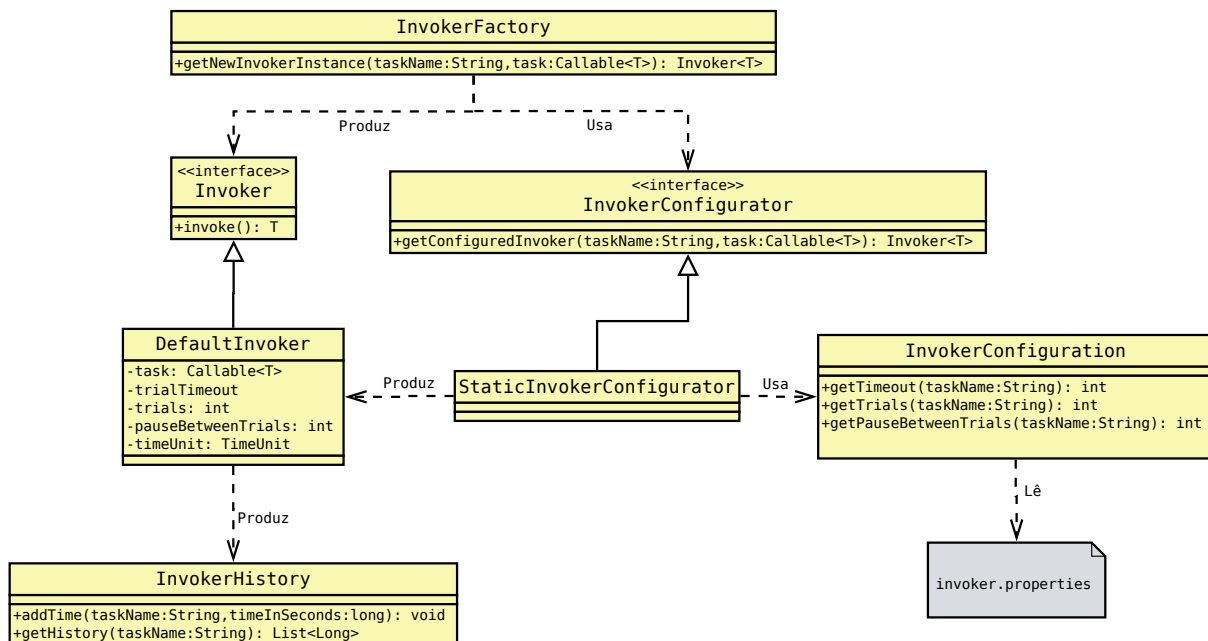 InvokerFactory
+getNewInvokerInstance(taskName:String,task:Callable<T>): Invoker<T>
Produz
Usa
<<interface>>
Invoker
+invoke(): T
<<interface>>
InvokerConfigurator
+getConfiguredInvoker(taskName:String,task:Callable<T>): Invoker<T>
DefaultInvoker
-task: Callable<T>
-trialTimeout
-trials: int
-pauseBetweenTrials: int
-timeUnit: TimeUnit
Produz
StaticInvokerConfigurator
Usa
InvokerConfiguration
+getTimeout(taskName:String): int
+getTrials(taskName:String): int
+getPauseBetweenTrials(taskName:String): int
Produz
Lê
InvokerHistory
+addTime(taskName:String,timeInSeconds:long): void
+getHistory(taskName:String): List<Long>
invoker.properties